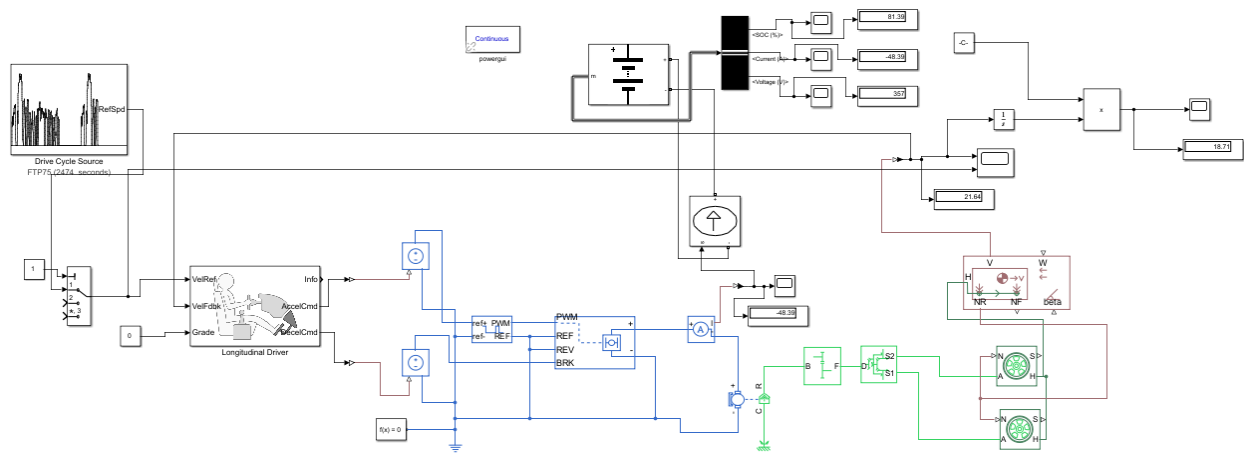 Continuous
powergui
RefSpd
Drive Cycle Source
FTP75 (2474 seconds)
+
m
+
-
<SOC (%)>
81.39
<Current (A)>
-48.39
<Voltage (V)>
357
-C-
1
x
18.71
21.64
1
1
2
*, 3
0
VelRef
VelFdbk
Grade
Info
AccelCmd
DecelCmd
Longitudinal Driver
f(x) = 0
ref+
ref-
PWM
REF
PWM
REF
REV
BRK
+
-
+
A
I
-
-48.39
+
-
R
C
B
F
D
S2
S1
V
W
H
NR
NF
beta
N
A
S
H
N
A
S
H